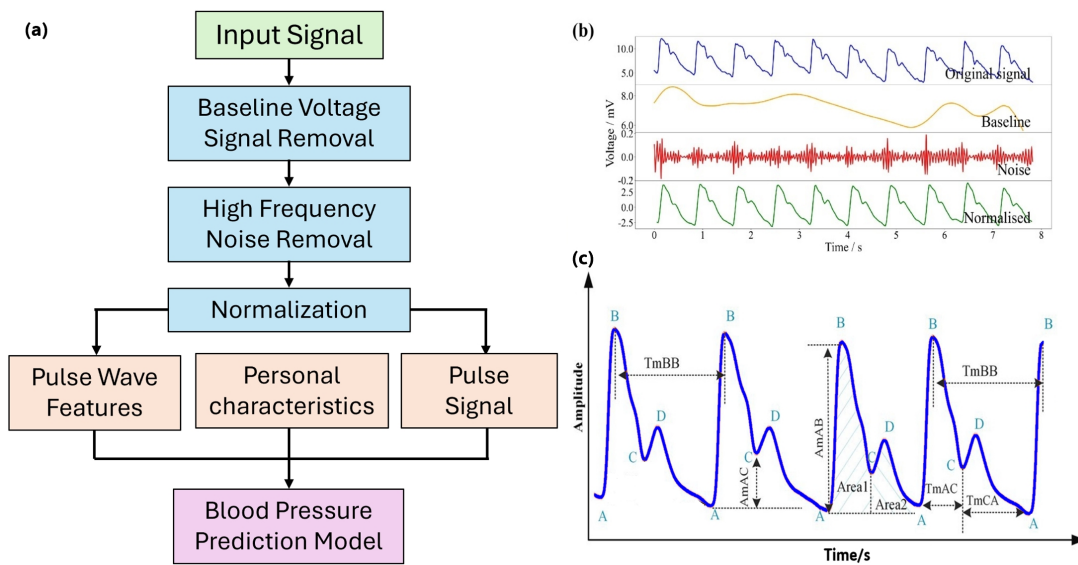 (a)
Input Signal
Baseline Voltage
Signal Removal
High Frequency
Noise Removal
Normalization
Pulse Wave
Features
Personal
characteristics
Pulse
Signal
Blood Pressure
Prediction Model
(b)
10.0
5.0
Original signal
8.0
6.0
Baseline
Voltage / mV
0.2
0.0
-0.2
Noise
2.5
0.0
-2.5
Normalised
0 1 2 3 4 5 6 7 8
Time / s
(c)
Amplitude
B B B B B
TmBB TmBB
AmAB
D D D
C C C C
AmAC
Area1
Area2
TmAC
TmCA
A A A A A
Time/s